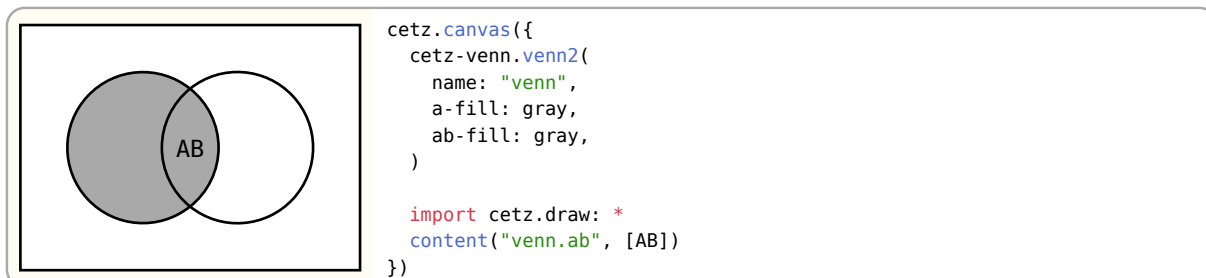 AB
cetz.canvas({
  cetz-venn.venn2(
    name: "venn",
    a-fill: gray,
    ab-fill: gray,
  )

  import cetz.draw: *
  content("venn.ab", [AB])
})